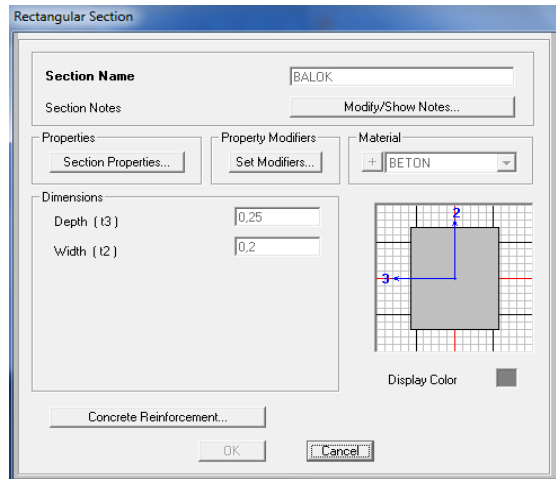 Rectangular Section
Section Name
BALOK
Section Notes
Modify/Show Notes...
Properties
Section Properties...
Property Modifiers
Set Modifiers...
Material
+ BETON
Dimensions
Depth ( t3 )
0,25
Width ( t2 )
0,2
2
3
Display Color
Concrete Reinforcement...
OK
Cancel